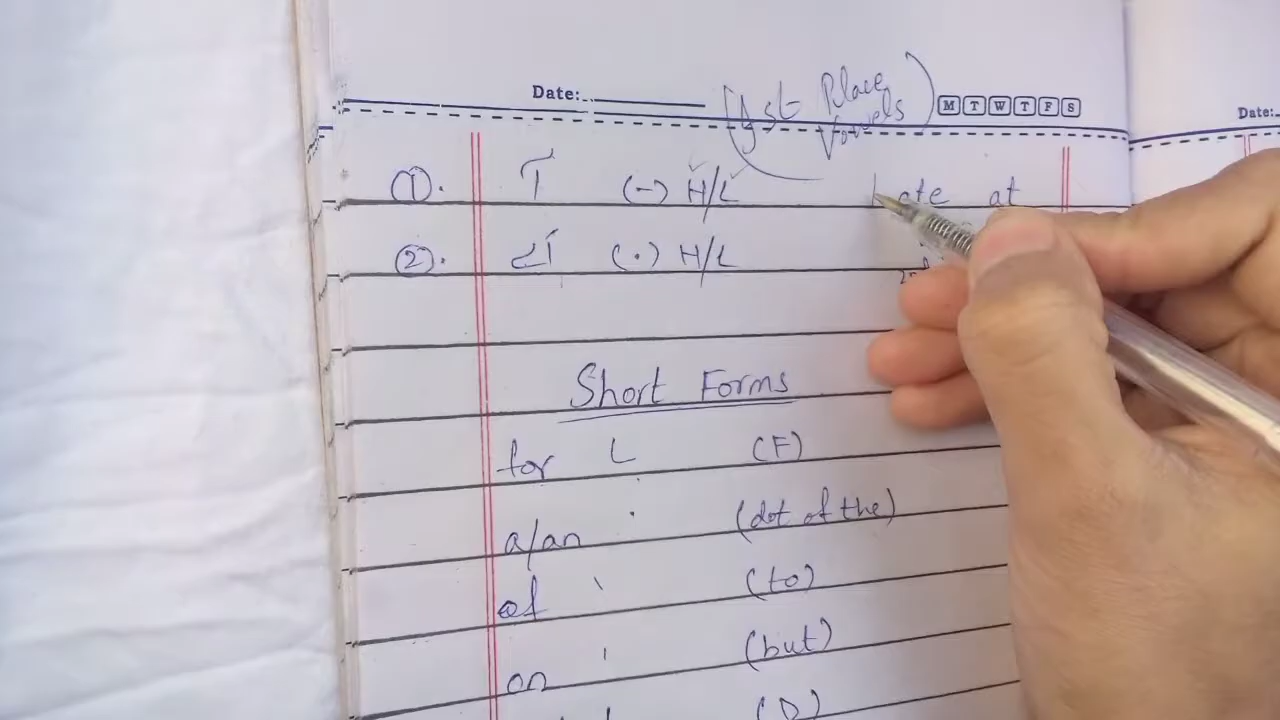 Date: (1st Place M T W T F S Date:
Vowels)
①. (-) H/L ate at
②. (.) H/L
Short Forms
for (F)
a/an (dot of the)
of (to)
on (but)
(D)